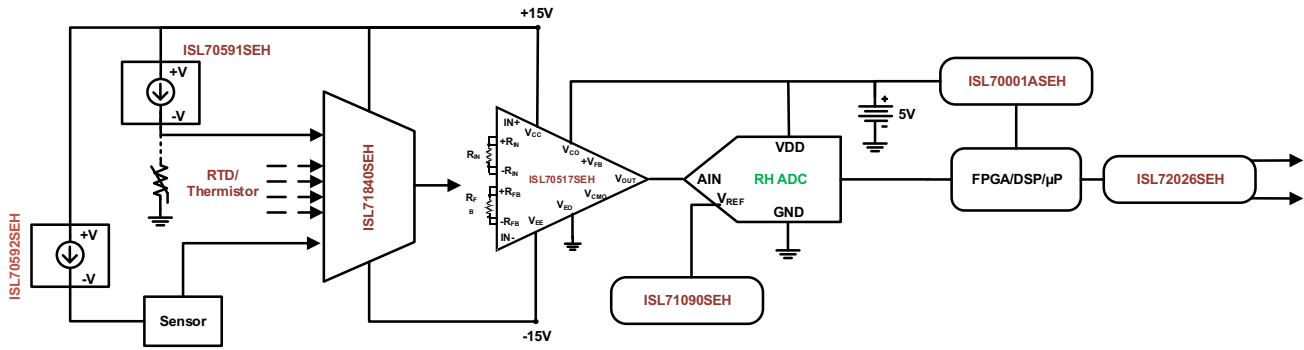 +15V
ISL70591SEH
+V
-V
RTD/
Thermistor
ISL70592SEH
+V
-V
Sensor
ISL71840SEH
-15V
IN+
VCC
+RIN
RIN
-RIN
ISL70517SEH
+RFB
RF
B
-RFB
IN-
VEE
VCO
+VFB
VOUT
VCMO
VEO
AIN
VDD
RH ADC
VREF
GND
ISL71090SEH
+
5V
-
ISL70001ASEH
FPGA/DSP/µP
ISL72026SEH